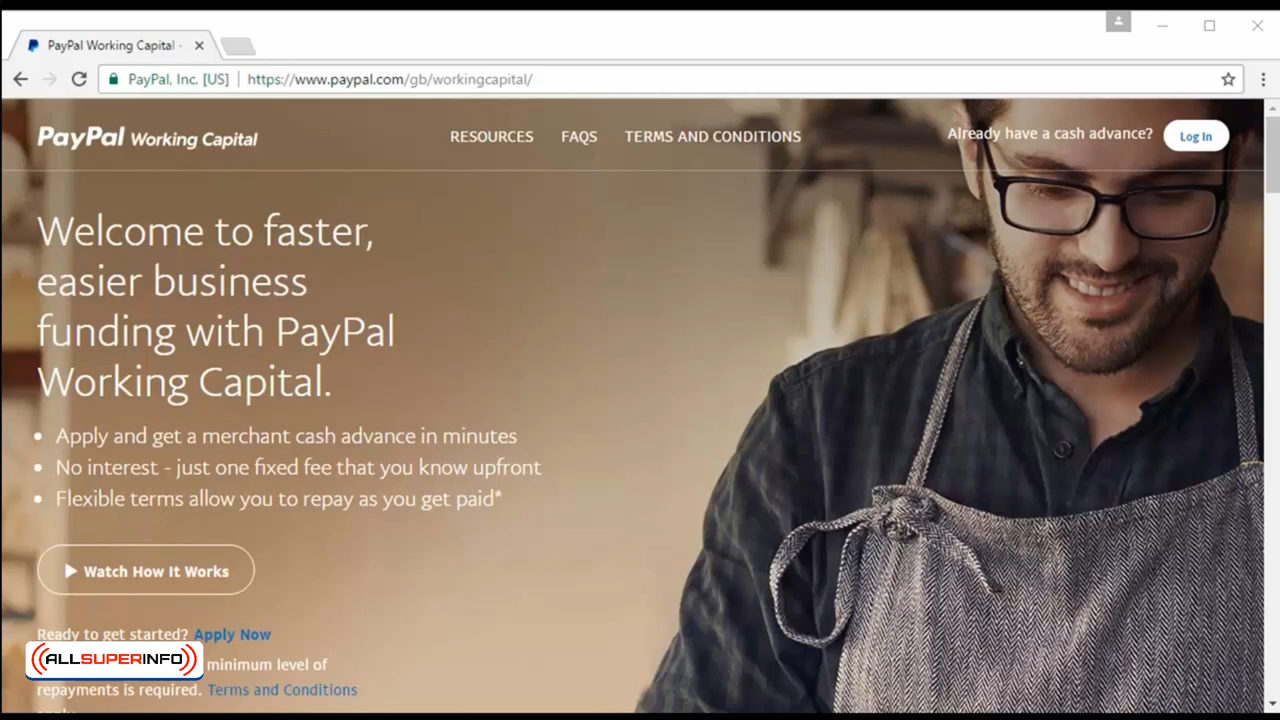 PayPal Working Capital -
PayPal, Inc. [US] https://www.paypal.com/gb/workingcapital/
PayPal Working Capital RESOURCES FAQS TERMS AND CONDITIONS Already have a cash advance? Log In
Welcome to faster,
easier business
funding with PayPal
Working Capital.
Apply and get a merchant cash advance in minutes
No interest - just one fixed fee that you know upfront
Flexible terms allow you to repay as you get paid*
Watch How It Works
Ready to get started? Apply Now
minimum level of
repayments is required. Terms and Conditions
ALLSUPERINFO